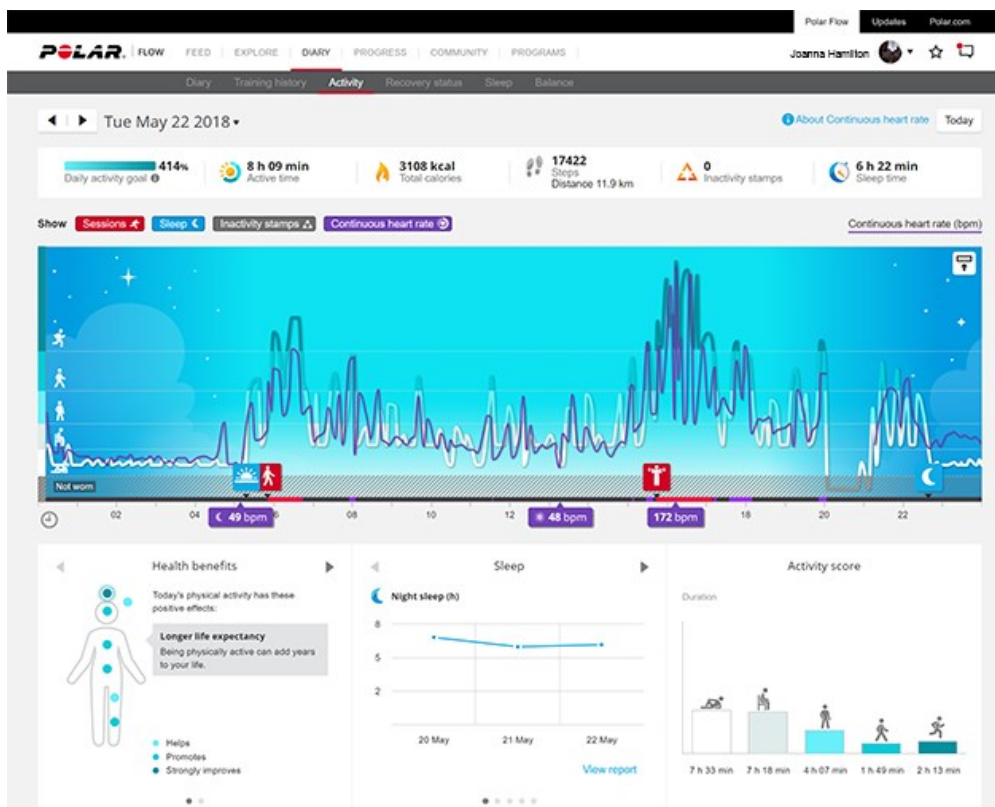 Polar Flow Updates Polar.com
POLAR. FLOW FEED EXPLORE DIARY PROGRESS COMMUNITY PROGRAMS Joanna Hamilton
Diary Training history Activity Recovery status Sleep Balance
Tue May 22 2018 About Continuous heart rate Today
414% 8 h 09 min 3108 kcal 17422 0 6 h 22 min
Daily activity goal Active time Total calories Steps Inactivity stamps Sleep time
Distance 11.9 km
Show Sessions Sleep Inactivity stamps Continuous heart rate Continuous heart rate (bpm)
Not worn
02 04 6 08 10 12 18 20 22
49 bpm 48 bpm 172 bpm
Health benefits
Today's physical activity has these
positive effects:
Longer life expectancy
Being physically active can add years
to your life.
Helps
Promotes
Strongly improves
Sleep
Night sleep (h)
8
5
2
20 May 21 May 22 May
View report
Activity score
Duration
7 h 33 min 7 h 18 min 4 h 07 min 1 h 49 min 2 h 13 min